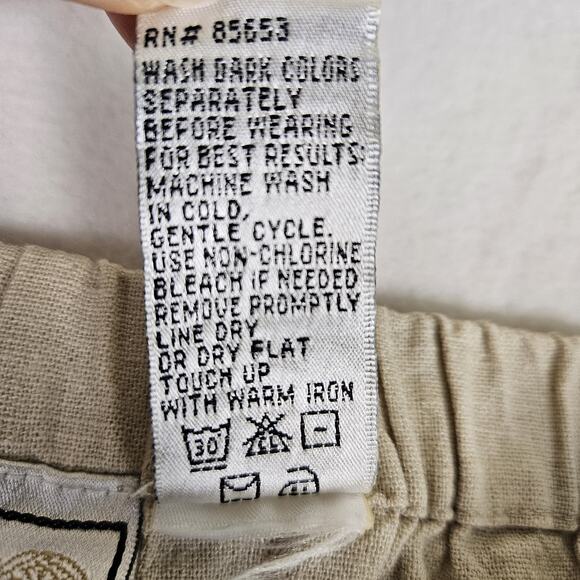 RN# 85653
WASH DARK COLORS
SEPARATELY
BEFORE WEARING
FOR BEST RESULTS:
MACHINE WASH
IN COLD,
GENTLE CYCLE.
USE NON-CHLORINE
BLEACH IF NEEDED
REMOVE PROMPTLY
LINE DRY
OR DRY FLAT
TOUCH UP
WITH WARM IRON
30 CL